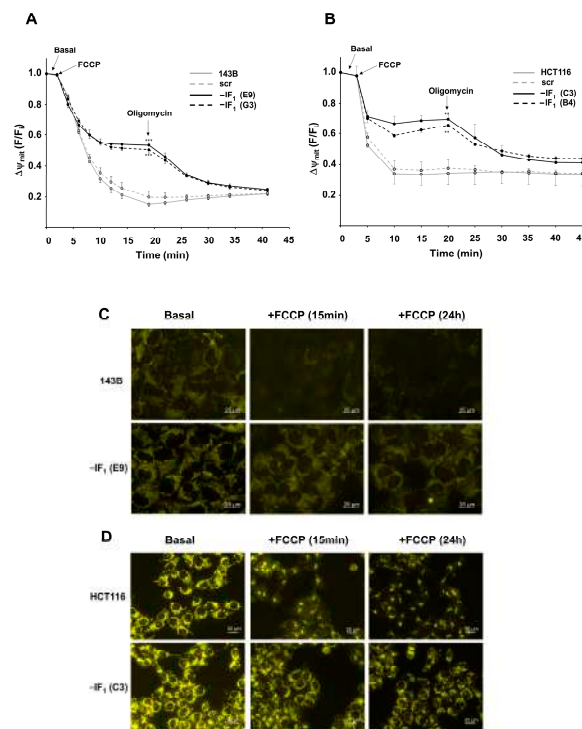 A
Basal
FCCP
143B
scr
−IF1 (E9)
−IF1 (G3)
Oligomycin
***
***
ΔΨmit (F/Fi)
1.0
0.8
0.6
0.4
0.2
0 5 10 15 20 25 30 35 40 45
Time (min)
B
Basal
FCCP
HCT116
scr
−IF1 (C3)
−IF1 (B4)
Oligomycin
**
**
ΔΨmit (F/Fi)
1.0
0.8
0.6
0.4
0.2
0 5 10 15 20 25 30 35 40 45
Time (min)
C
Basal +FCCP (15min) +FCCP (24h)
143B
−IF1 (E9)
D
Basal +FCCP (15min) +FCCP (24h)
HCT116
−IF1 (C3)